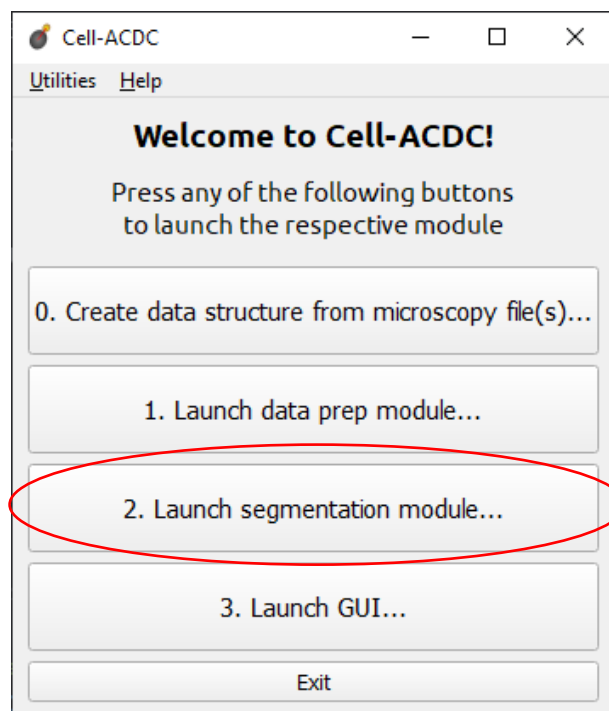 Cell-ACDC
Utilities Help
Welcome to Cell-ACDC!
Press any of the following buttons
to launch the respective module
0. Create data structure from microscopy file(s)...
1. Launch data prep module...
2. Launch segmentation module...
3. Launch GUI...
Exit